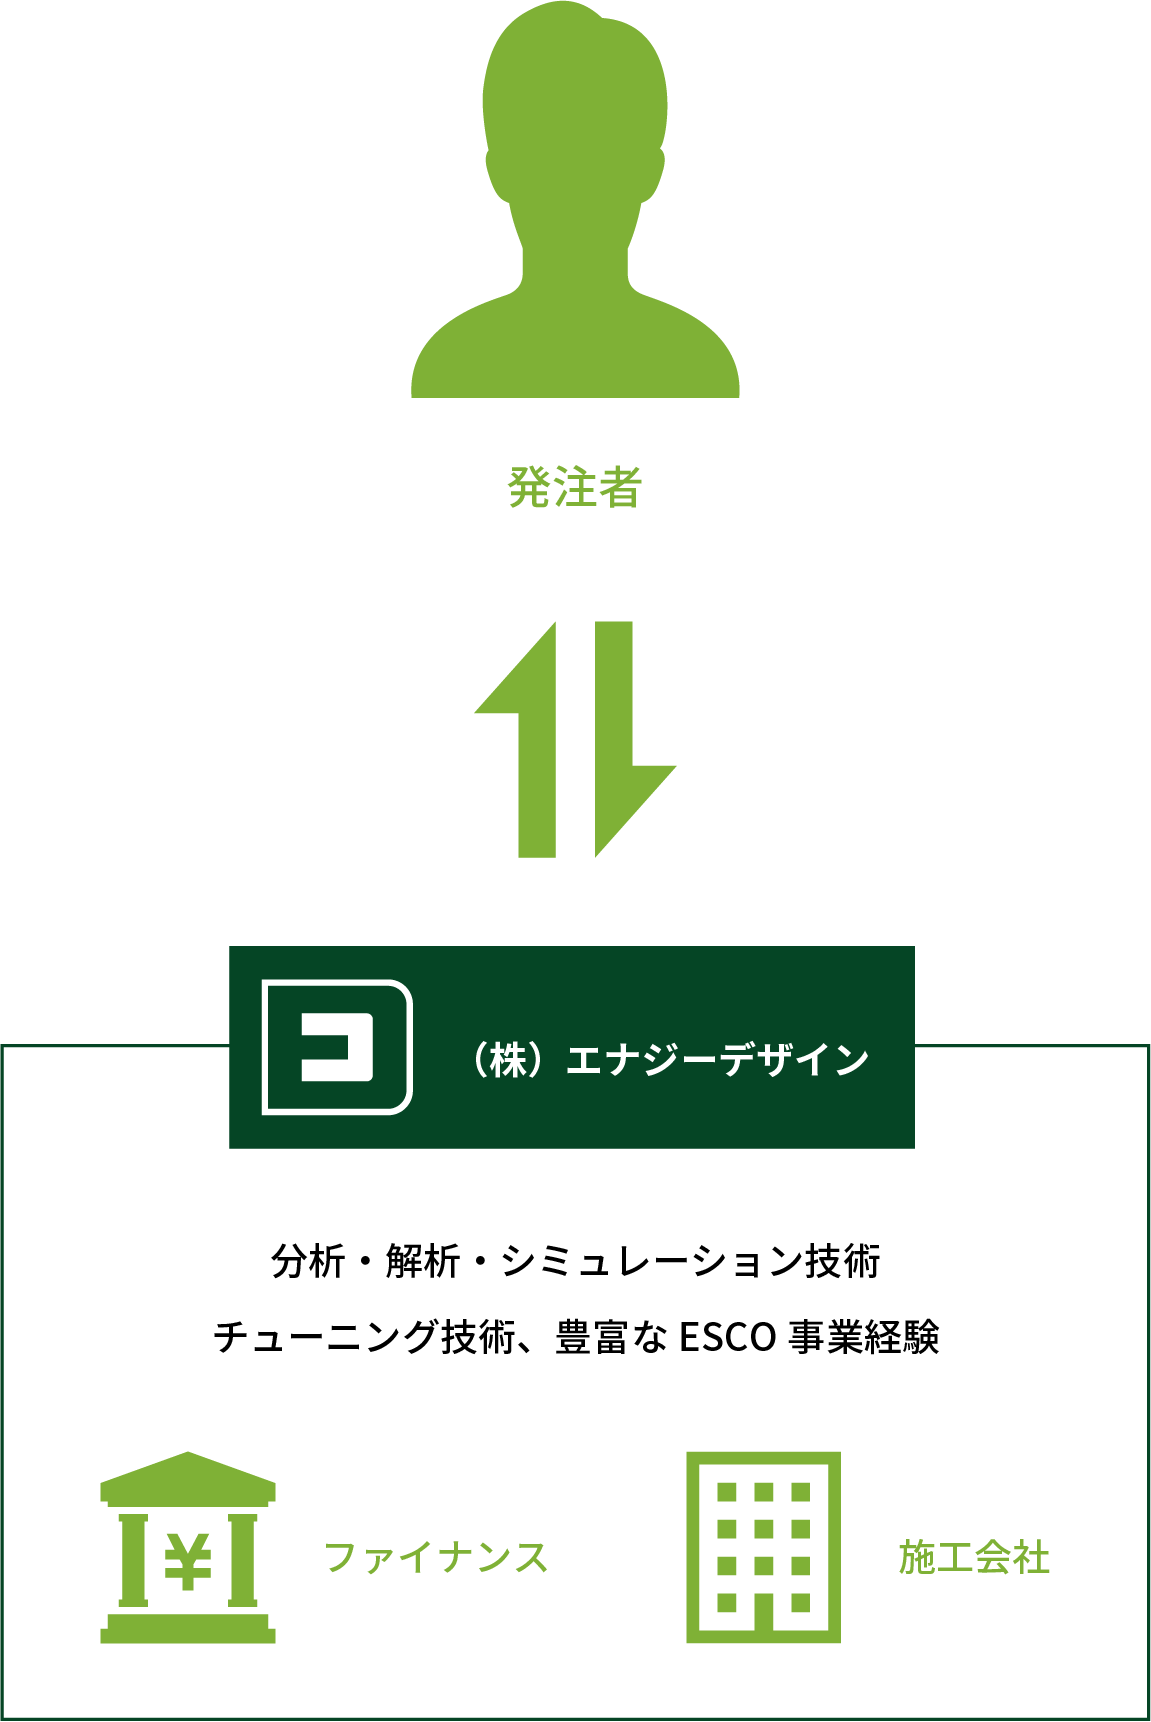 発注者
（株）エナジーデザイン
分析・解析・シミュレーション技術
チューニング技術、豊富な ESCO 事業経験
¥
ファイナンス
施工会社